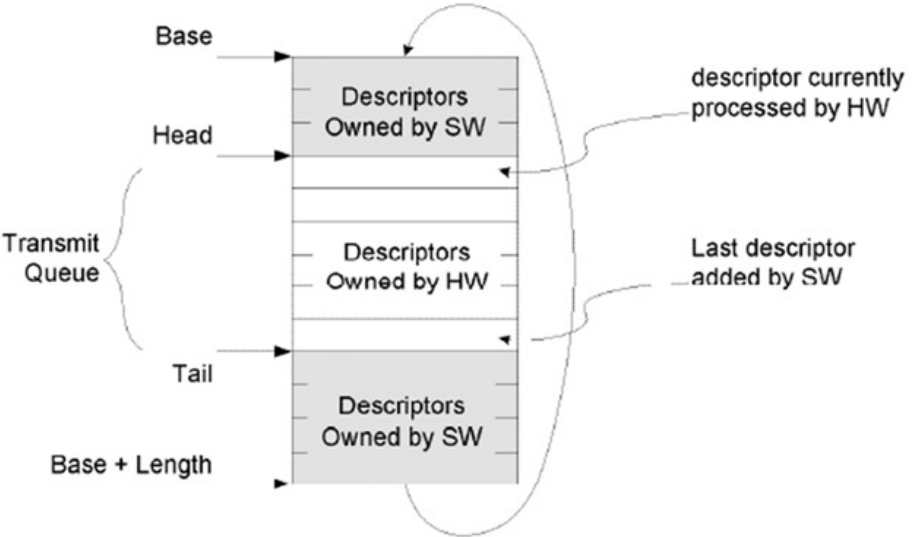 Base
Descriptors
Owned by SW
descriptor currently
processed by HW
Head
Transmit
Queue
Descriptors
Owned by HW
Last descriptor
added by SW
Tail
Descriptors
Owned by SW
Base + Length